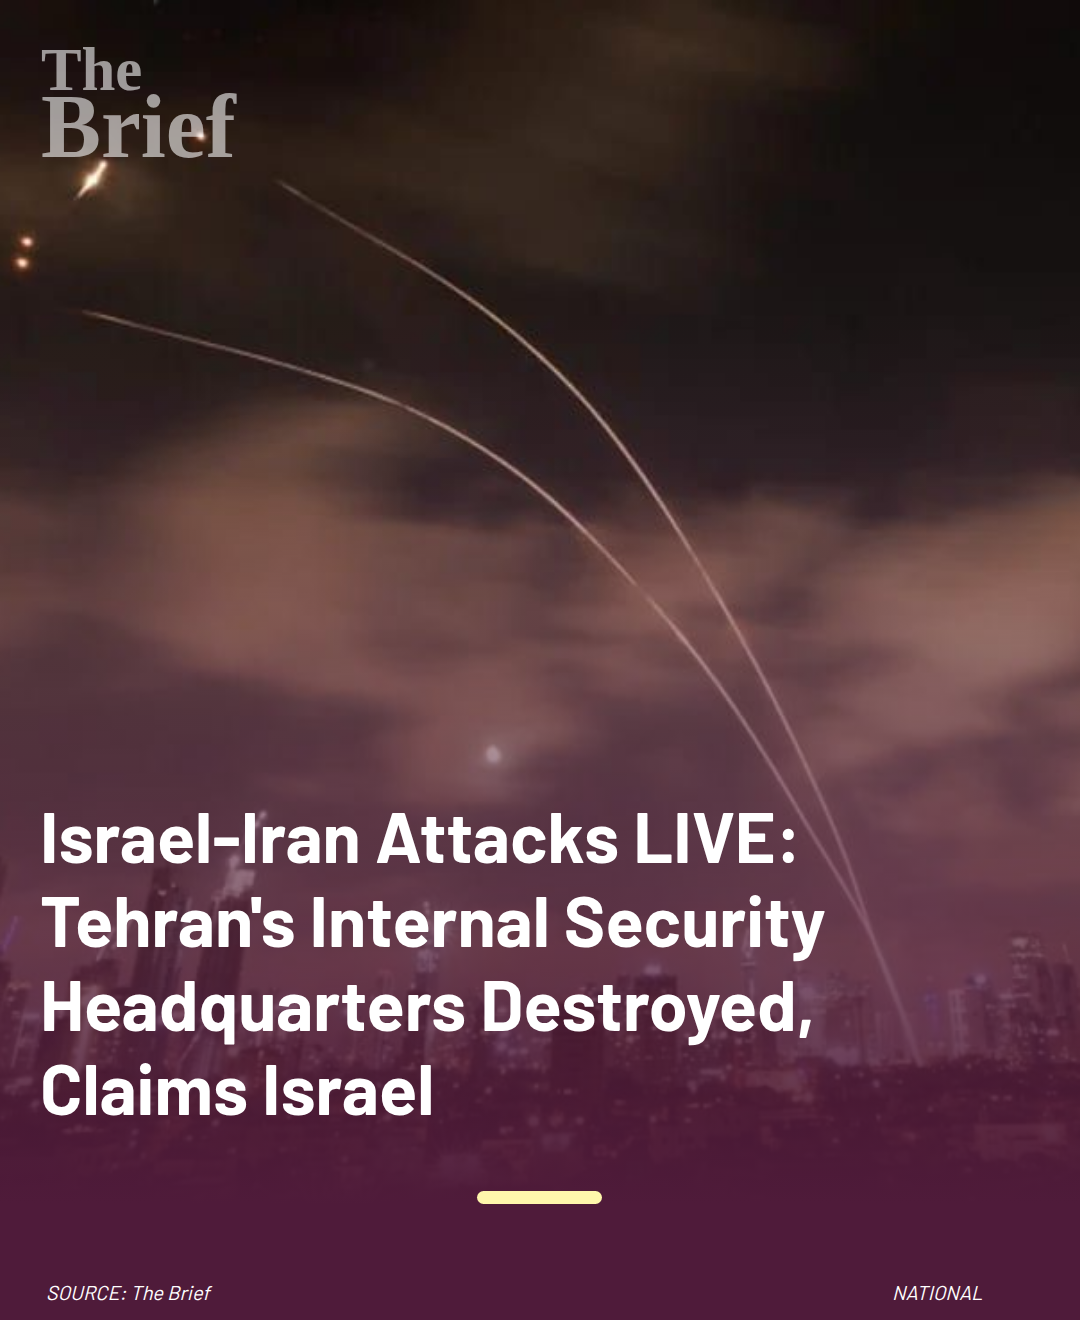 The
Brief
Israel-Iran Attacks LIVE:
Tehran's Internal Security
Headquarters Destroyed,
Claims Israel
SOURCE: The Brief
NATIONAL